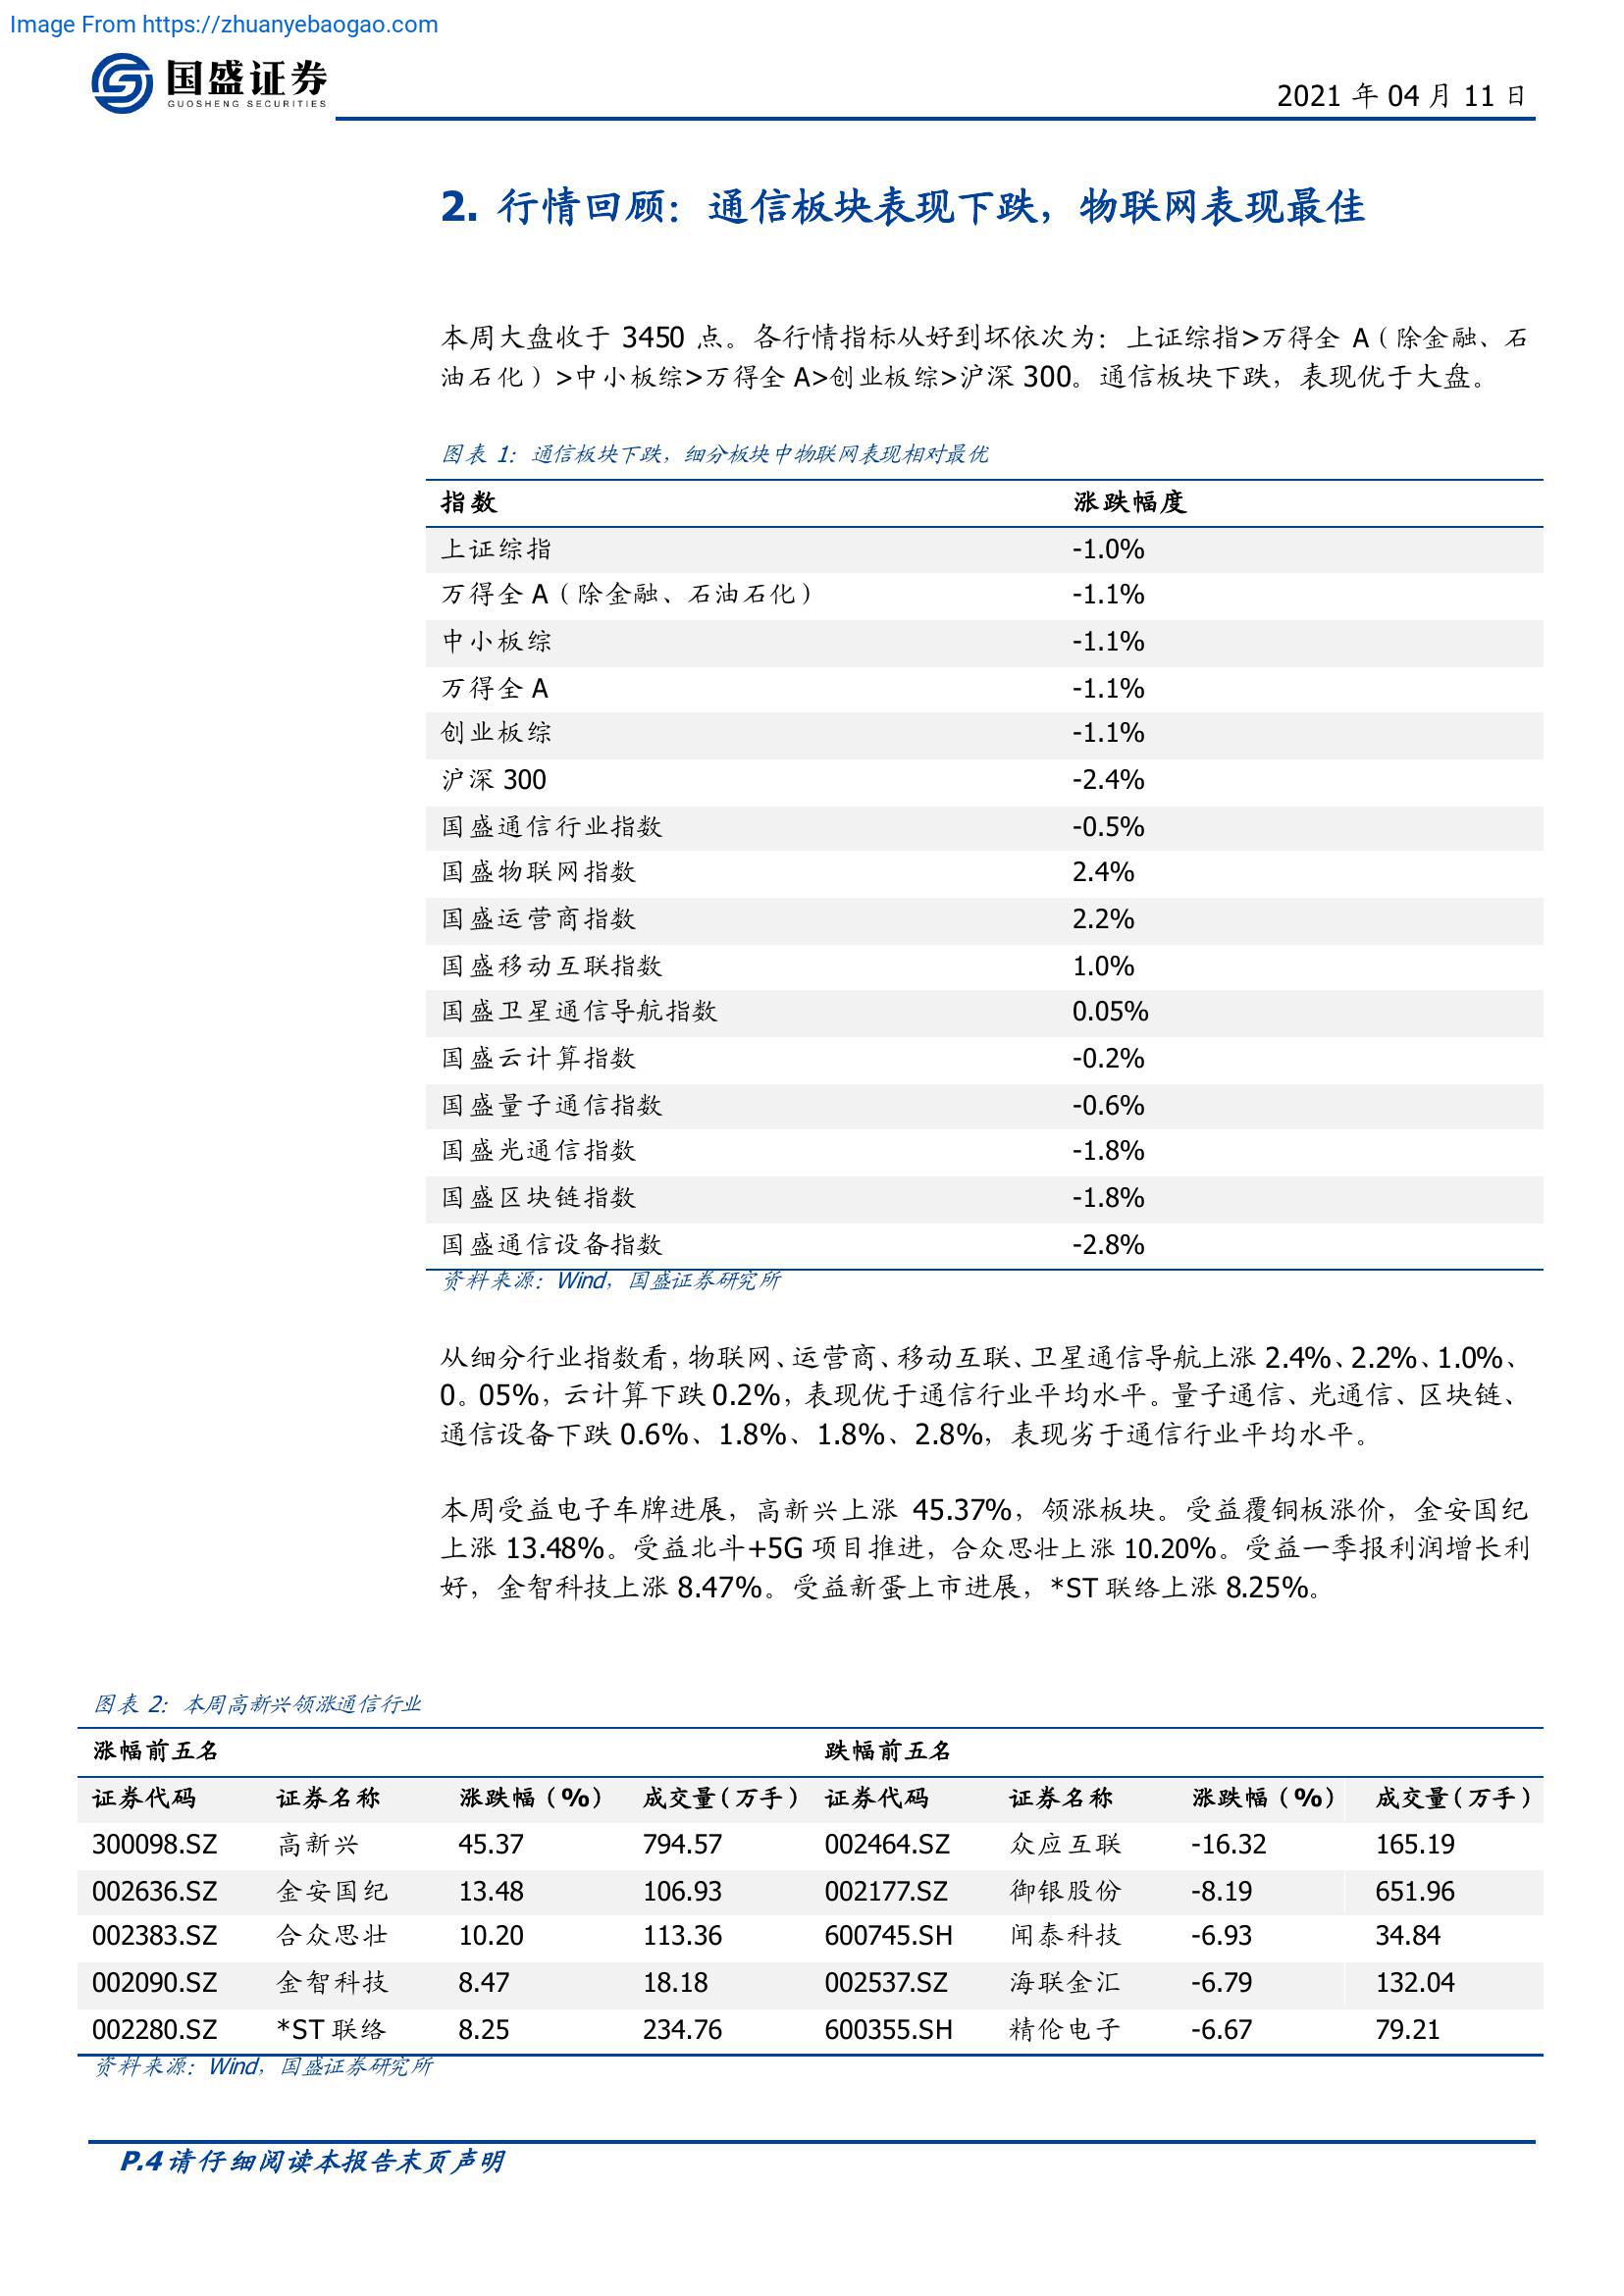 Image From https://zhuanyebaogao.com
国盛证券
GUOSHENG SECURITIES
2021 年 04 月 11 日
2. 行情回顾：通信板块表现下跌，物联网表现最佳
本周大盘收于 3450 点。各行情指标从好到坏依次为：上证综指>万得全 A（除金融、石
油石化）>中小板综>万得全 A>创业板综>沪深 300。通信板块下跌，表现优于大盘。
图表 1：通信板块下跌，细分板块中物联网表现相对最优
指数 涨跌幅度
上证综指 -1.0%
万得全 A（除金融、石油石化） -1.1%
中小板综 -1.1%
万得全 A -1.1%
创业板综 -1.1%
沪深 300 -2.4%
国盛通信行业指数 -0.5%
国盛物联网指数 2.4%
国盛运营商指数 2.2%
国盛移动互联指数 1.0%
国盛卫星通信导航指数 0.05%
国盛云计算指数 -0.2%
国盛量子通信指数 -0.6%
国盛光通信指数 -1.8%
国盛区块链指数 -1.8%
国盛通信设备指数 -2.8%
资料来源：Wind，国盛证券研究所
从细分行业指数看，物联网、运营商、移动互联、卫星通信导航上涨 2.4%、2.2%、1.0%、
0。05%，云计算下跌 0.2%，表现优于通信行业平均水平。量子通信、光通信、区块链、
通信设备下跌 0.6%、1.8%、1.8%、2.8%，表现劣于通信行业平均水平。
本周受益电子车牌进展，高新兴上涨 45.37%，领涨板块。受益覆铜板涨价，金安国纪
上涨 13.48%。受益北斗+5G 项目推进，合众思壮上涨 10.20%。受益一季报利润增长利
好，金智科技上涨 8.47%。受益新蛋上市进展，*ST 联络上涨 8.25%。
图表 2：本周高新兴领涨通信行业
涨幅前五名 跌幅前五名
证券代码 证券名称 涨跌幅（%） 成交量（万手） 证券代码 证券名称 涨跌幅（%） 成交量（万手）
300098.SZ 高新兴 45.37 794.57 002464.SZ 众应互联 -16.32 165.19
002636.SZ 金安国纪 13.48 106.93 002177.SZ 御银股份 -8.19 651.96
002383.SZ 合众思壮 10.20 113.36 600745.SH 闻泰科技 -6.93 34.84
002090.SZ 金智科技 8.47 18.18 002537.SZ 海联金汇 -6.79 132.04
002280.SZ *ST 联络 8.25 234.76 600355.SH 精伦电子 -6.67 79.21
资料来源：Wind，国盛证券研究所
P.4 请仔细阅读本报告末页声明